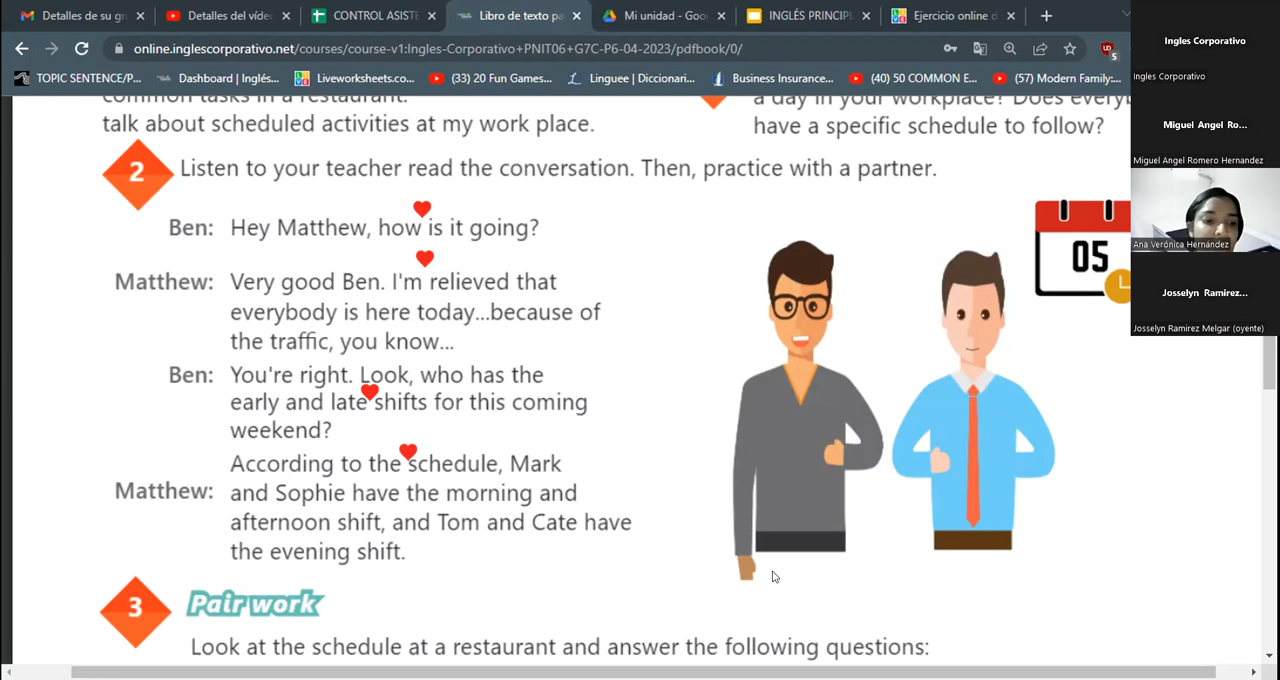 Detalles de su gr
Detalles del víde
CONTROL ASIST
Libro de texto pa
Mi unidad - Goo
INGLÉS PRINCIP
Ejercicio online d
online.inglescorporativo.net/courses/course-v1:Ingles-Corporativo+PNIT06+G7C-P6-04-2023/pdfbook/0/
5
TOPIC SENTENCE/P...
Dashboard | Inglés...
Liveworksheets.co...
(33) 20 Fun Games...
Linguee | Diccionari...
Business Insurance...
(40) 50 COMMON E...
(57) Modern Family:...
Ingles Corporativo
Ingles Corporativo
Miguel Angel Ro...
Miguel Angel Romero Hernandez
Ana Verónica Hernández
Josselyn Ramirez...
Josselyn Ramirez Melgar (oyente)
common tasks in a restaurant.
talk about scheduled activities at my work place.
a day in your workplace? Does everyb
have a specific schedule to follow?
2 Listen to your teacher read the conversation. Then, practice with a partner.
Ben: Hey Matthew, how is it going?
Matthew: Very good Ben. I'm relieved that
everybody is here today...because of
the traffic, you know...
Ben: You're right. Look, who has the
early and late shifts for this coming
weekend?
According to the schedule, Mark
Matthew: and Sophie have the morning and
afternoon shift, and Tom and Cate have
the evening shift.
05
3 Pair work
Look at the schedule at a restaurant and answer the following questions: